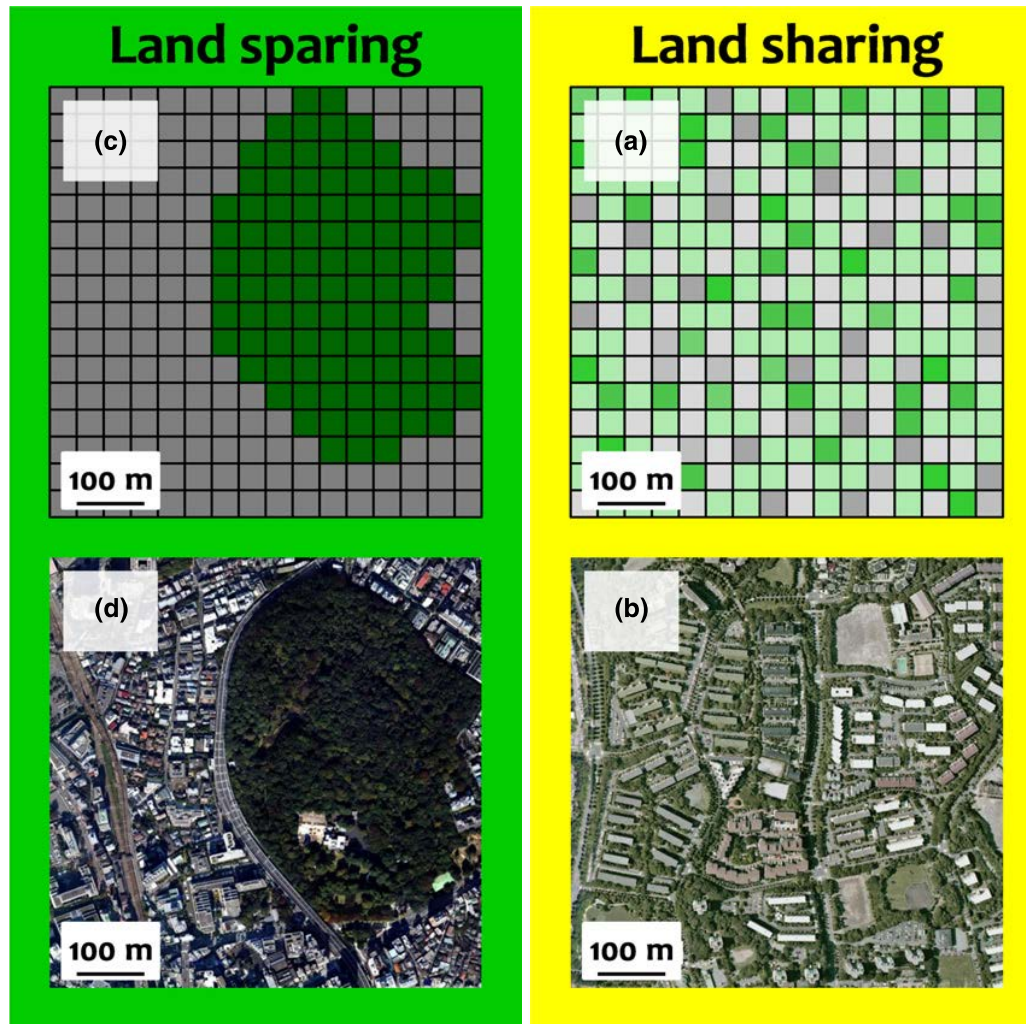 Land sparing
Land sharing
(c)
(a)
100 m
100 m
(d)
(b)
100 m
100 m